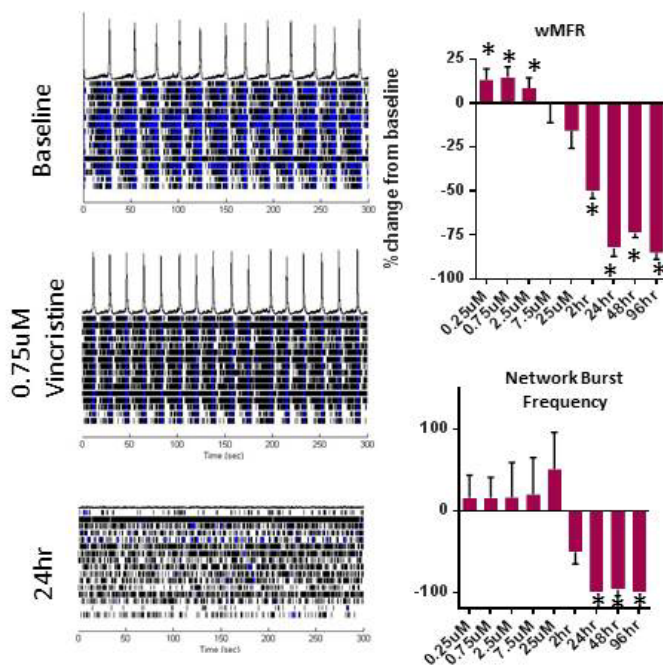 Baseline
0
50
100
150
200
250
300
0.75uM
Vincristine
0
50
100
150
200
250
300
Time (sec)
24hr
0
50
100
150
200
250
300
Time (sec)
wMFR
% change from baseline
25
0
-25
-50
-75
-100
* * *
* * * *
0.25uM
0.75uM
2.5uM
7.5uM
25uM
2hr
24hr
48hr
96hr
Network Burst
Frequency
100
0
-100
* * *
0.25uM
0.75uM
2.5uM
7.5uM
25uM
2hr
24hr
48hr
96hr